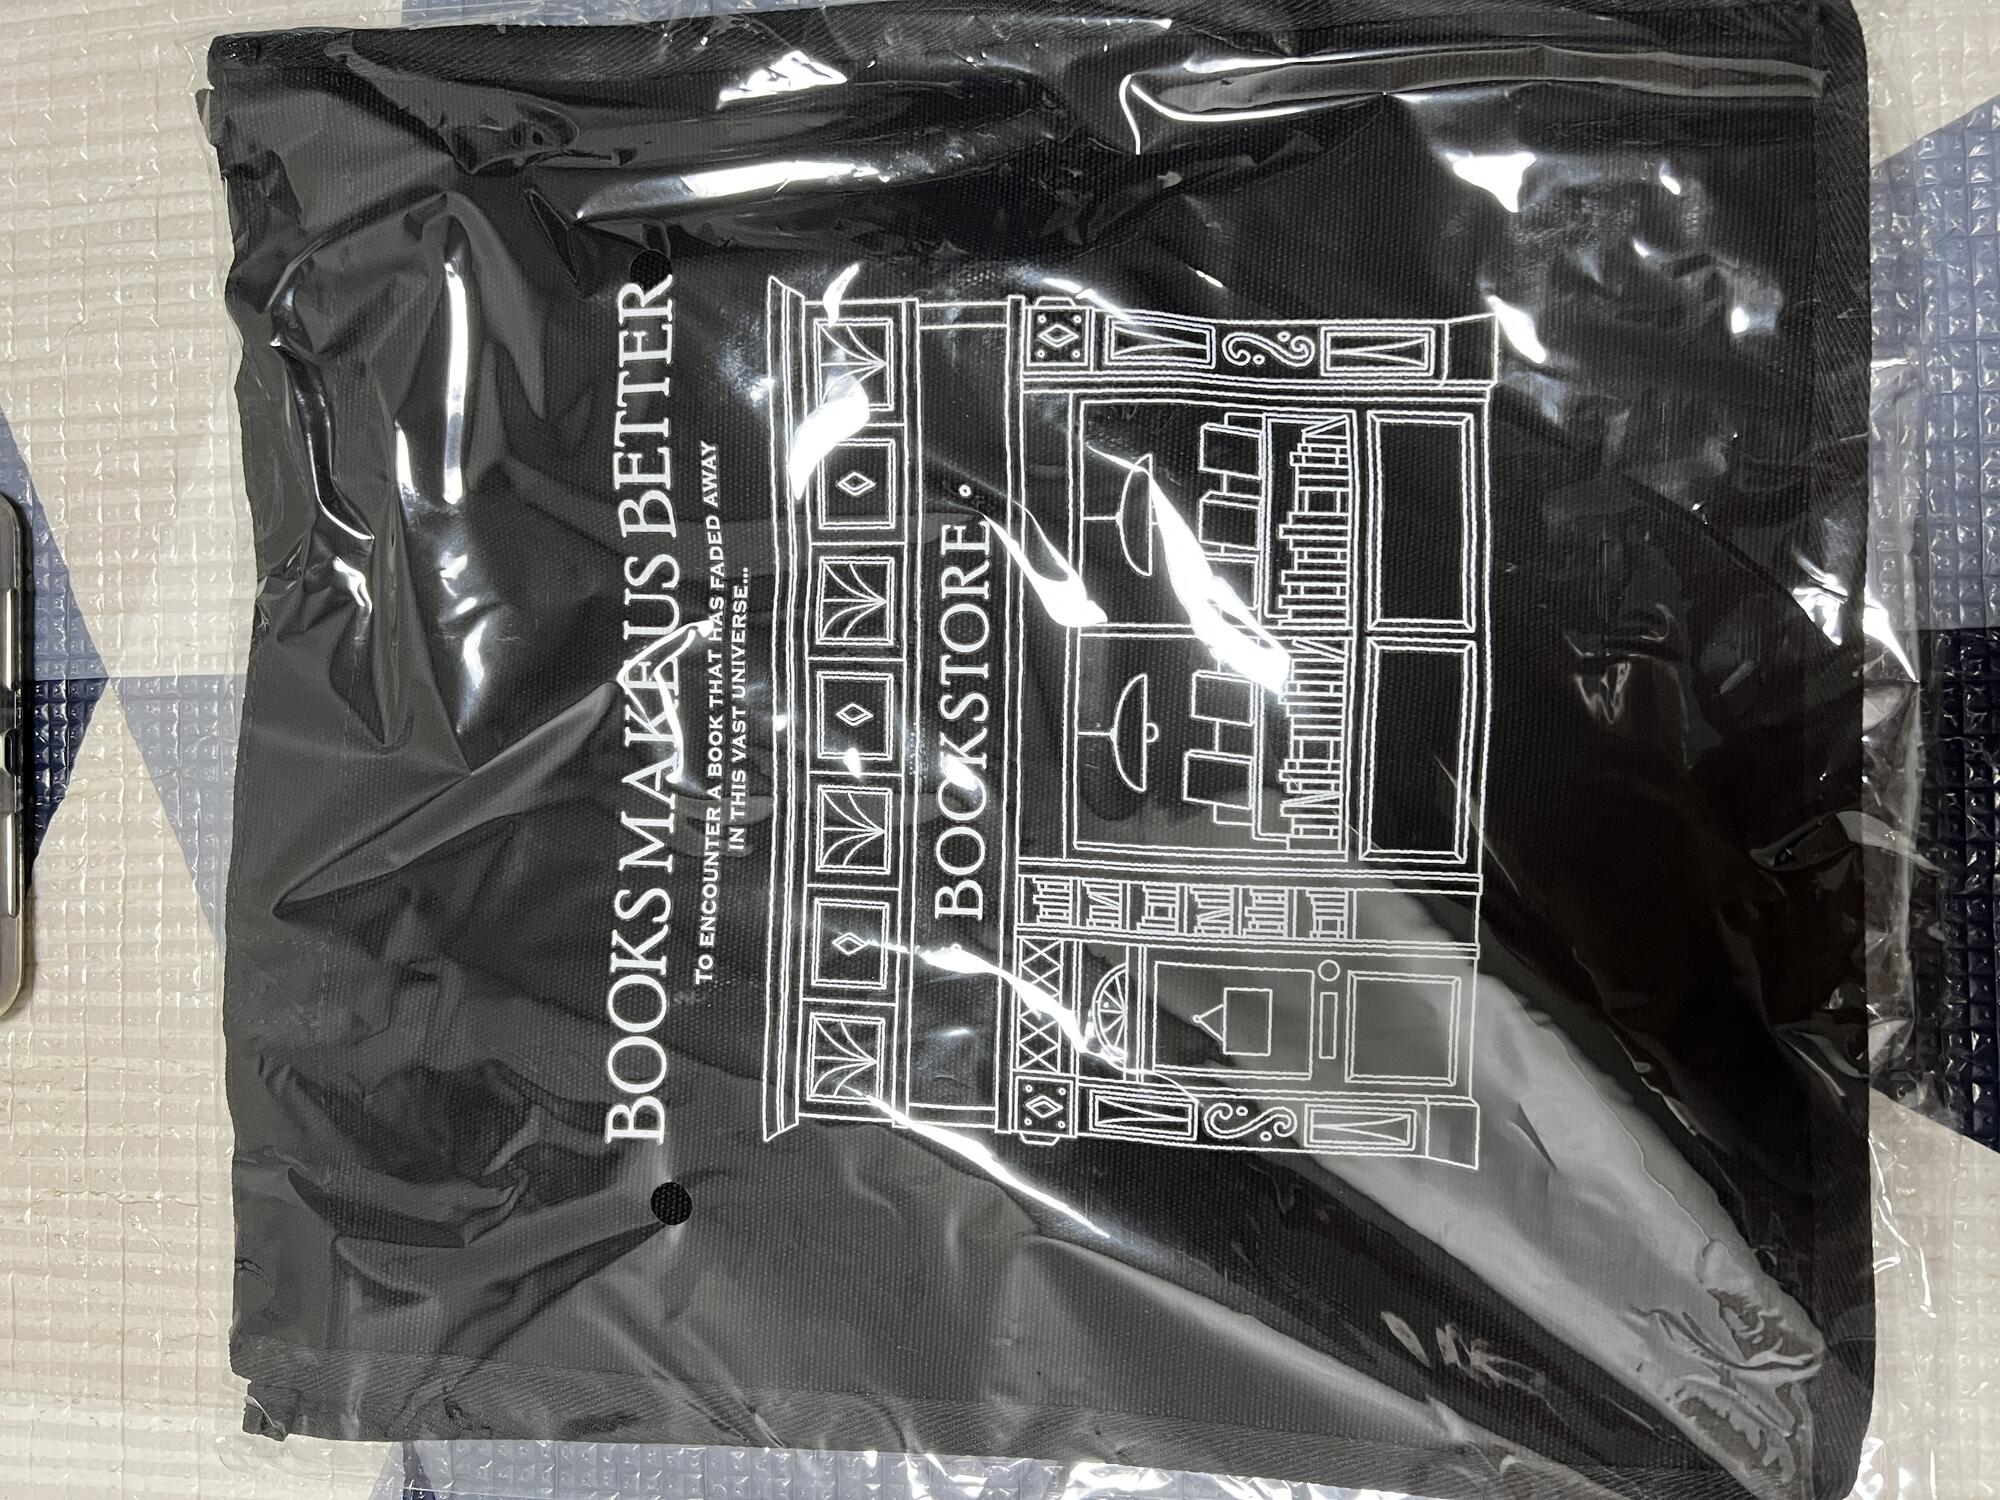 BOOKS MAKE US BETTER
TO ENCOUNTER A BOOK THAT HAS FADED AWAY
IN THIS VAST UNIVERSE...
BOOKSTORE